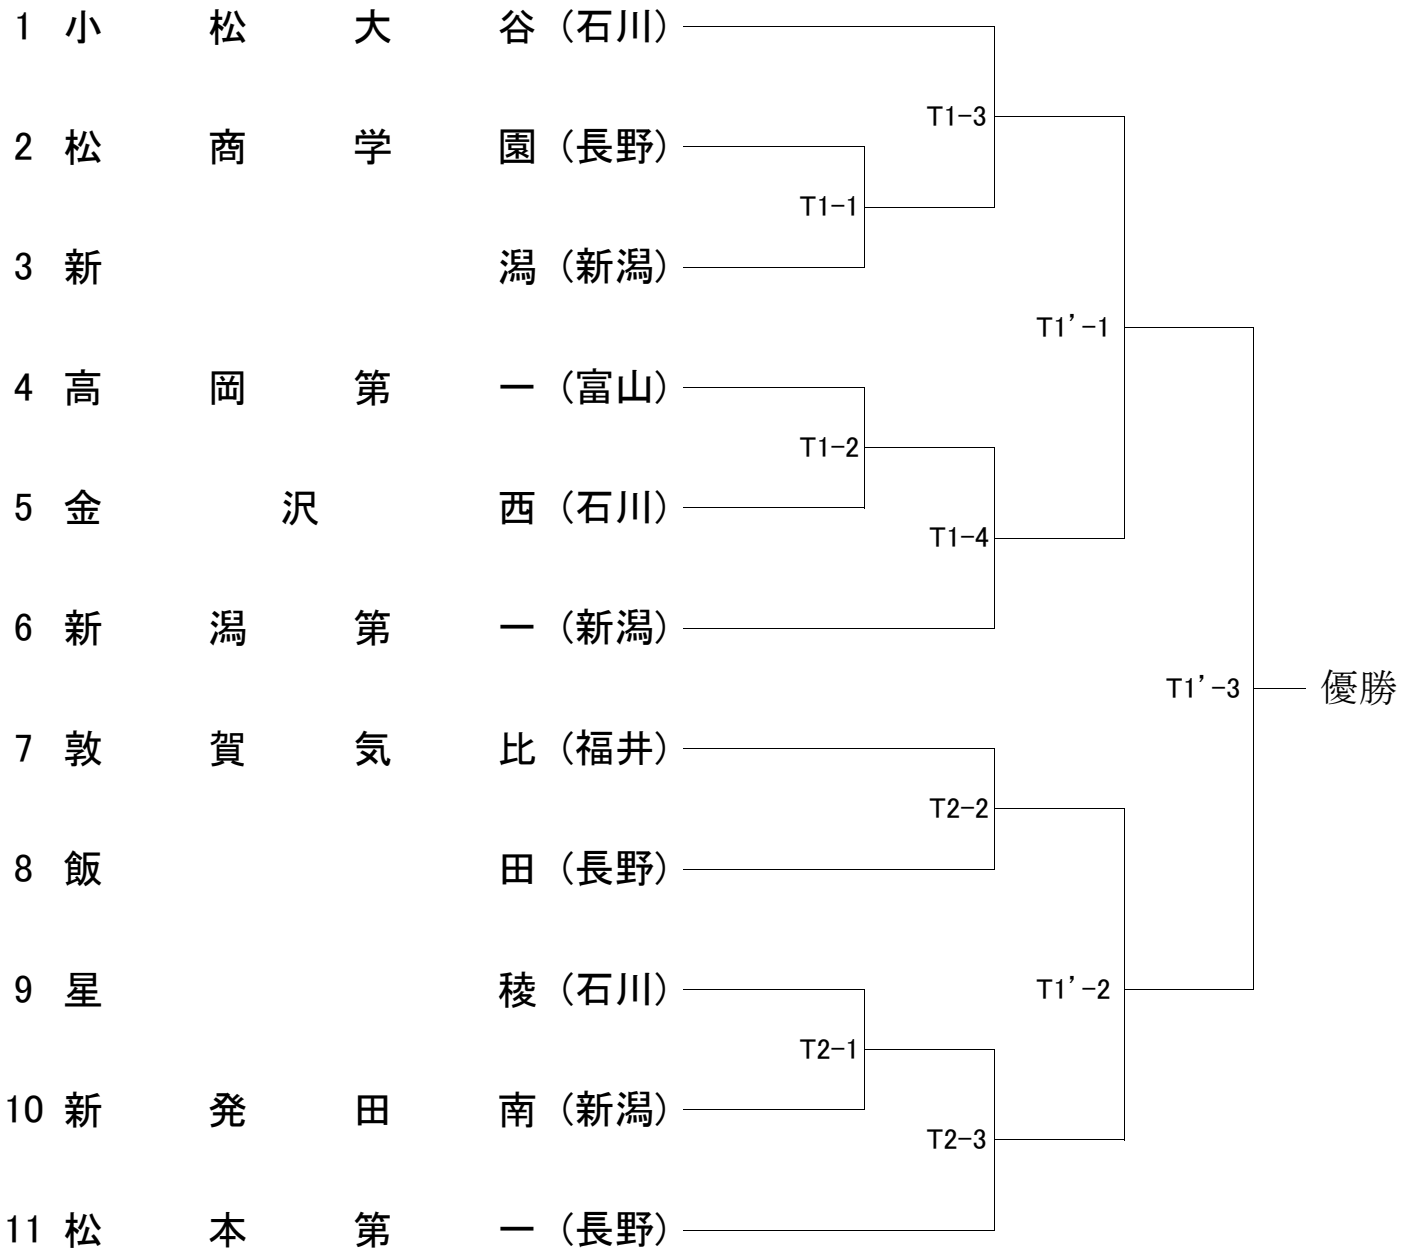 1 小松大谷（石川）
T1-3
2 松商学園（長野）
T1-1
3 新潟（新潟）
T1’-1
4 高岡第一（富山）
T1-2
5 金沢西（石川）
T1-4
6 新潟第一（新潟）
T1’-3 優勝
7 敦賀気比（福井）
T2-2
8 飯田（長野）
9 星稜（石川）
T1’-2
T2-1
10 新発田南（新潟）
T2-3
11 松本第一（長野）